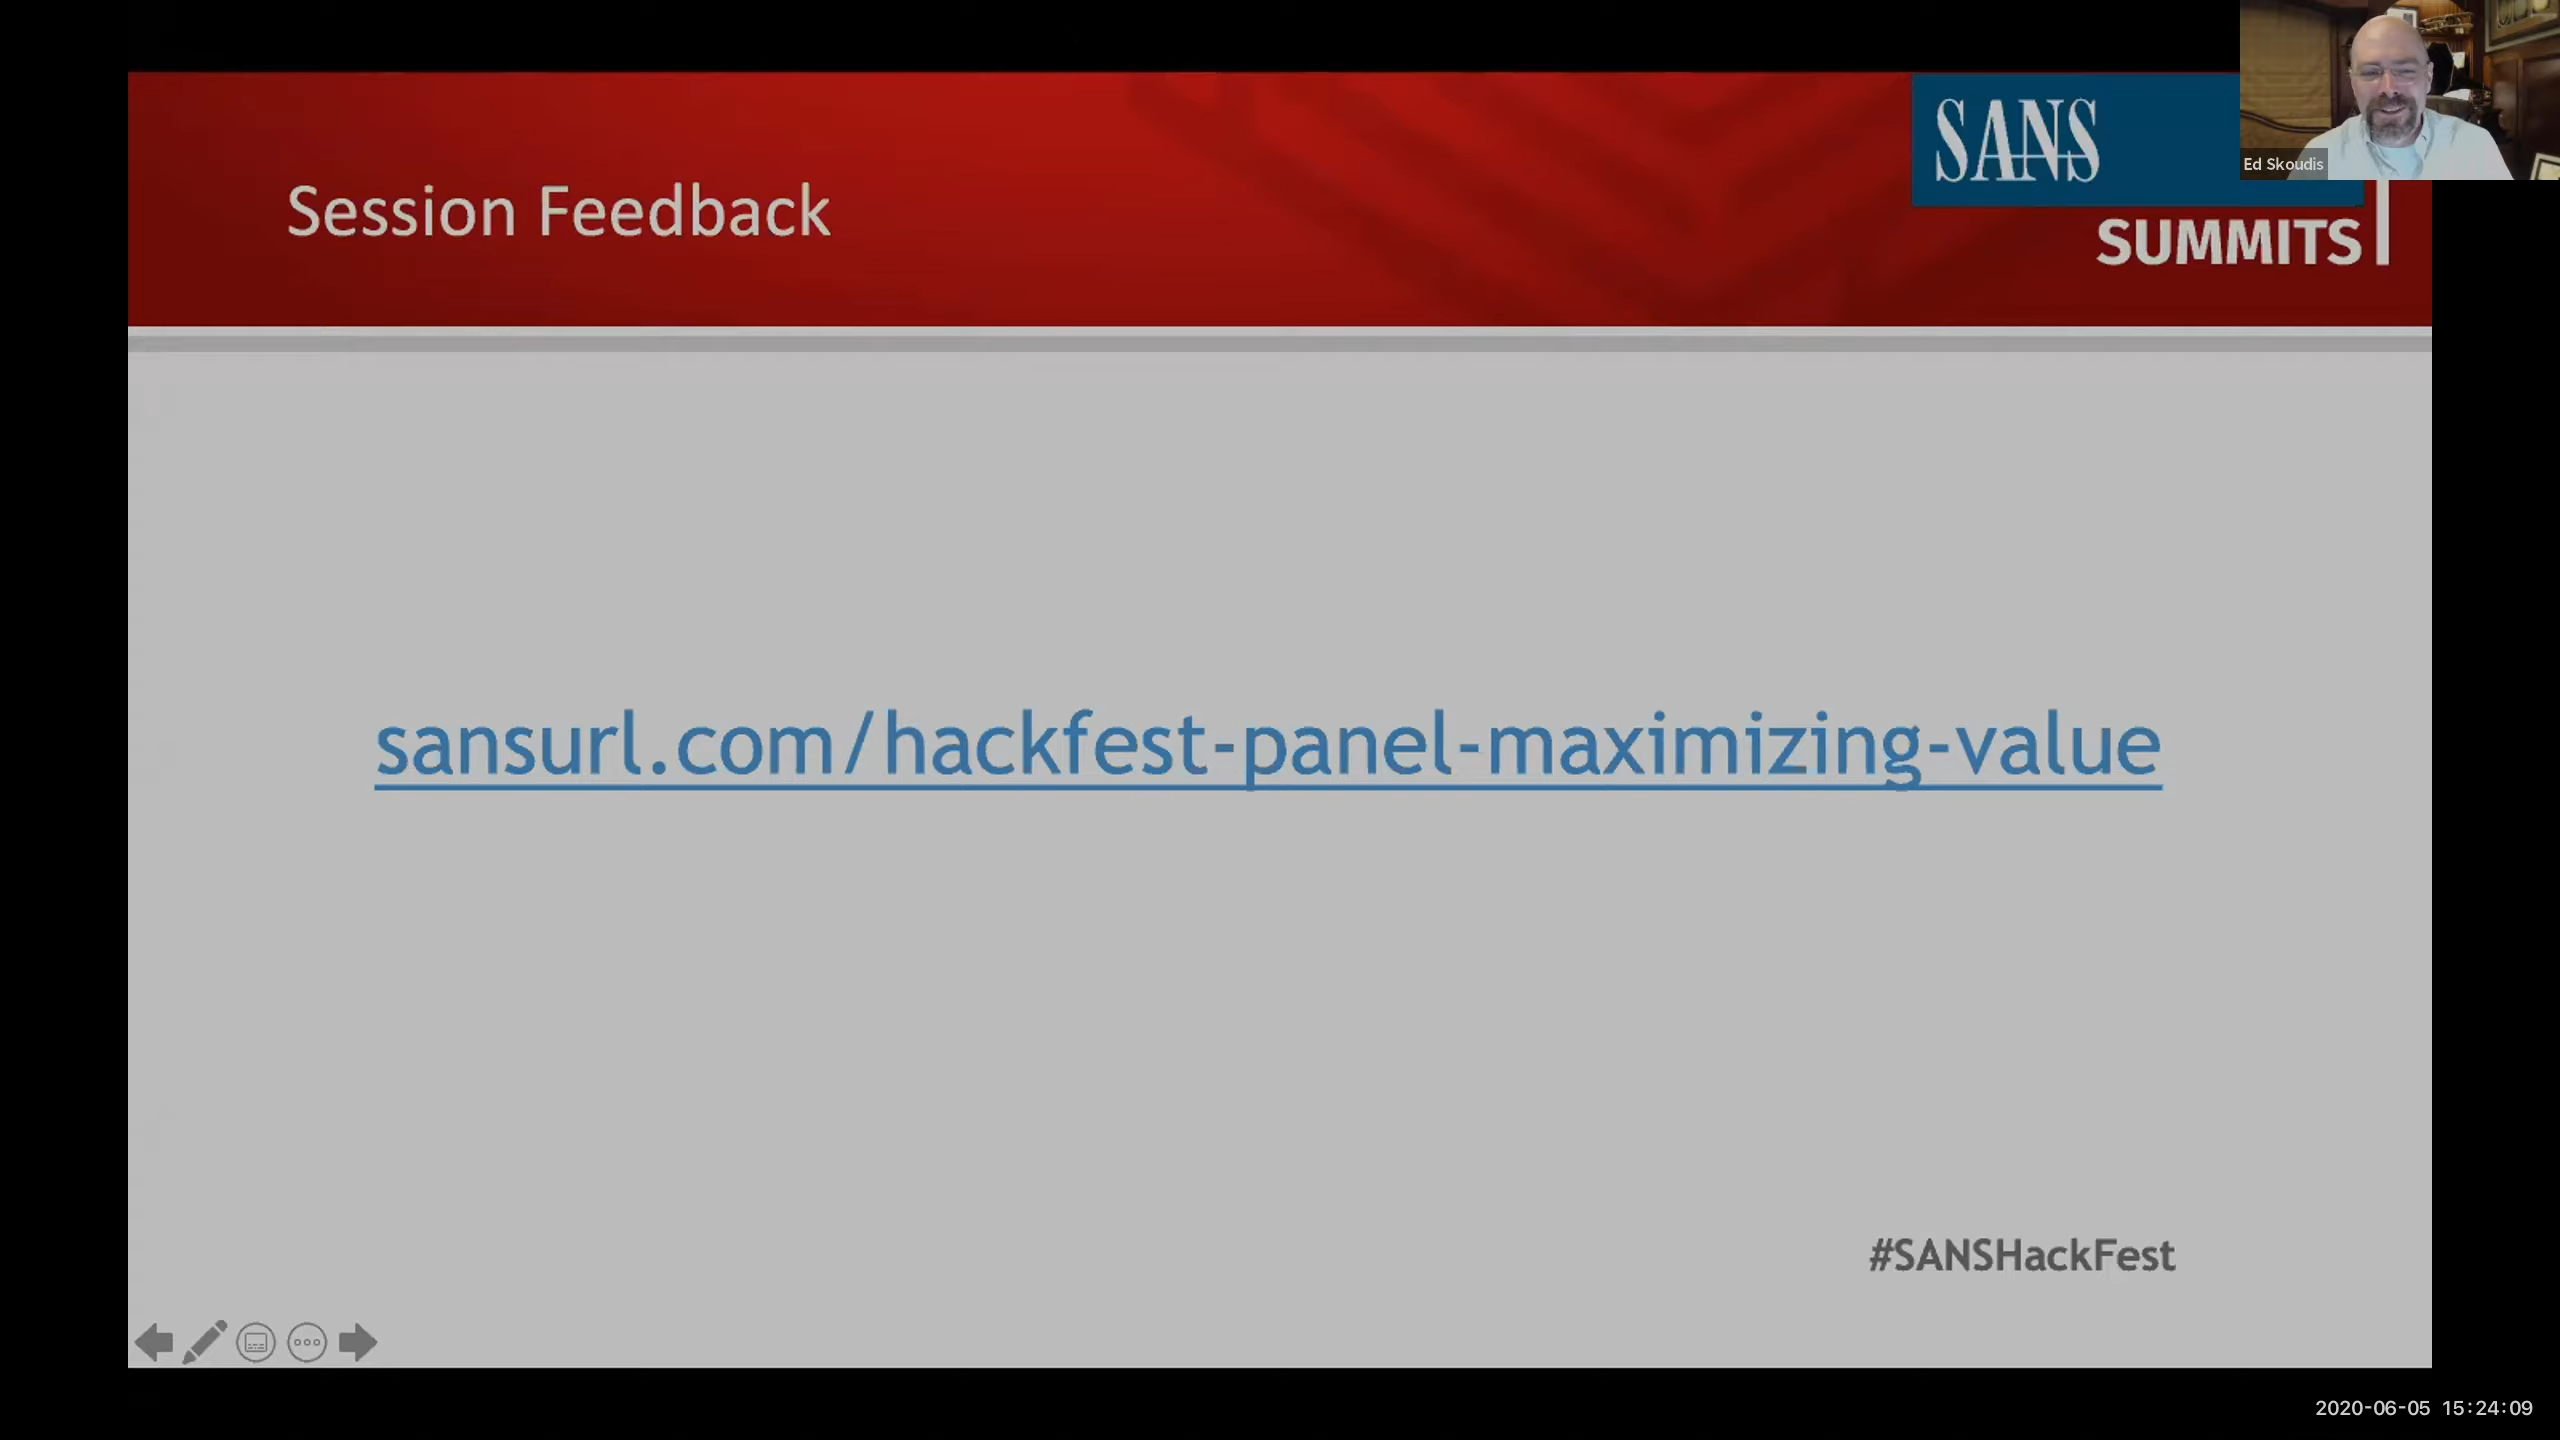 SANS
Ed Skoudis
Session Feedback
SUMMITS
sansurl.com/hackfest-panel-maximizing-value
#SANSHackFest
2020-06-05 15:24:09